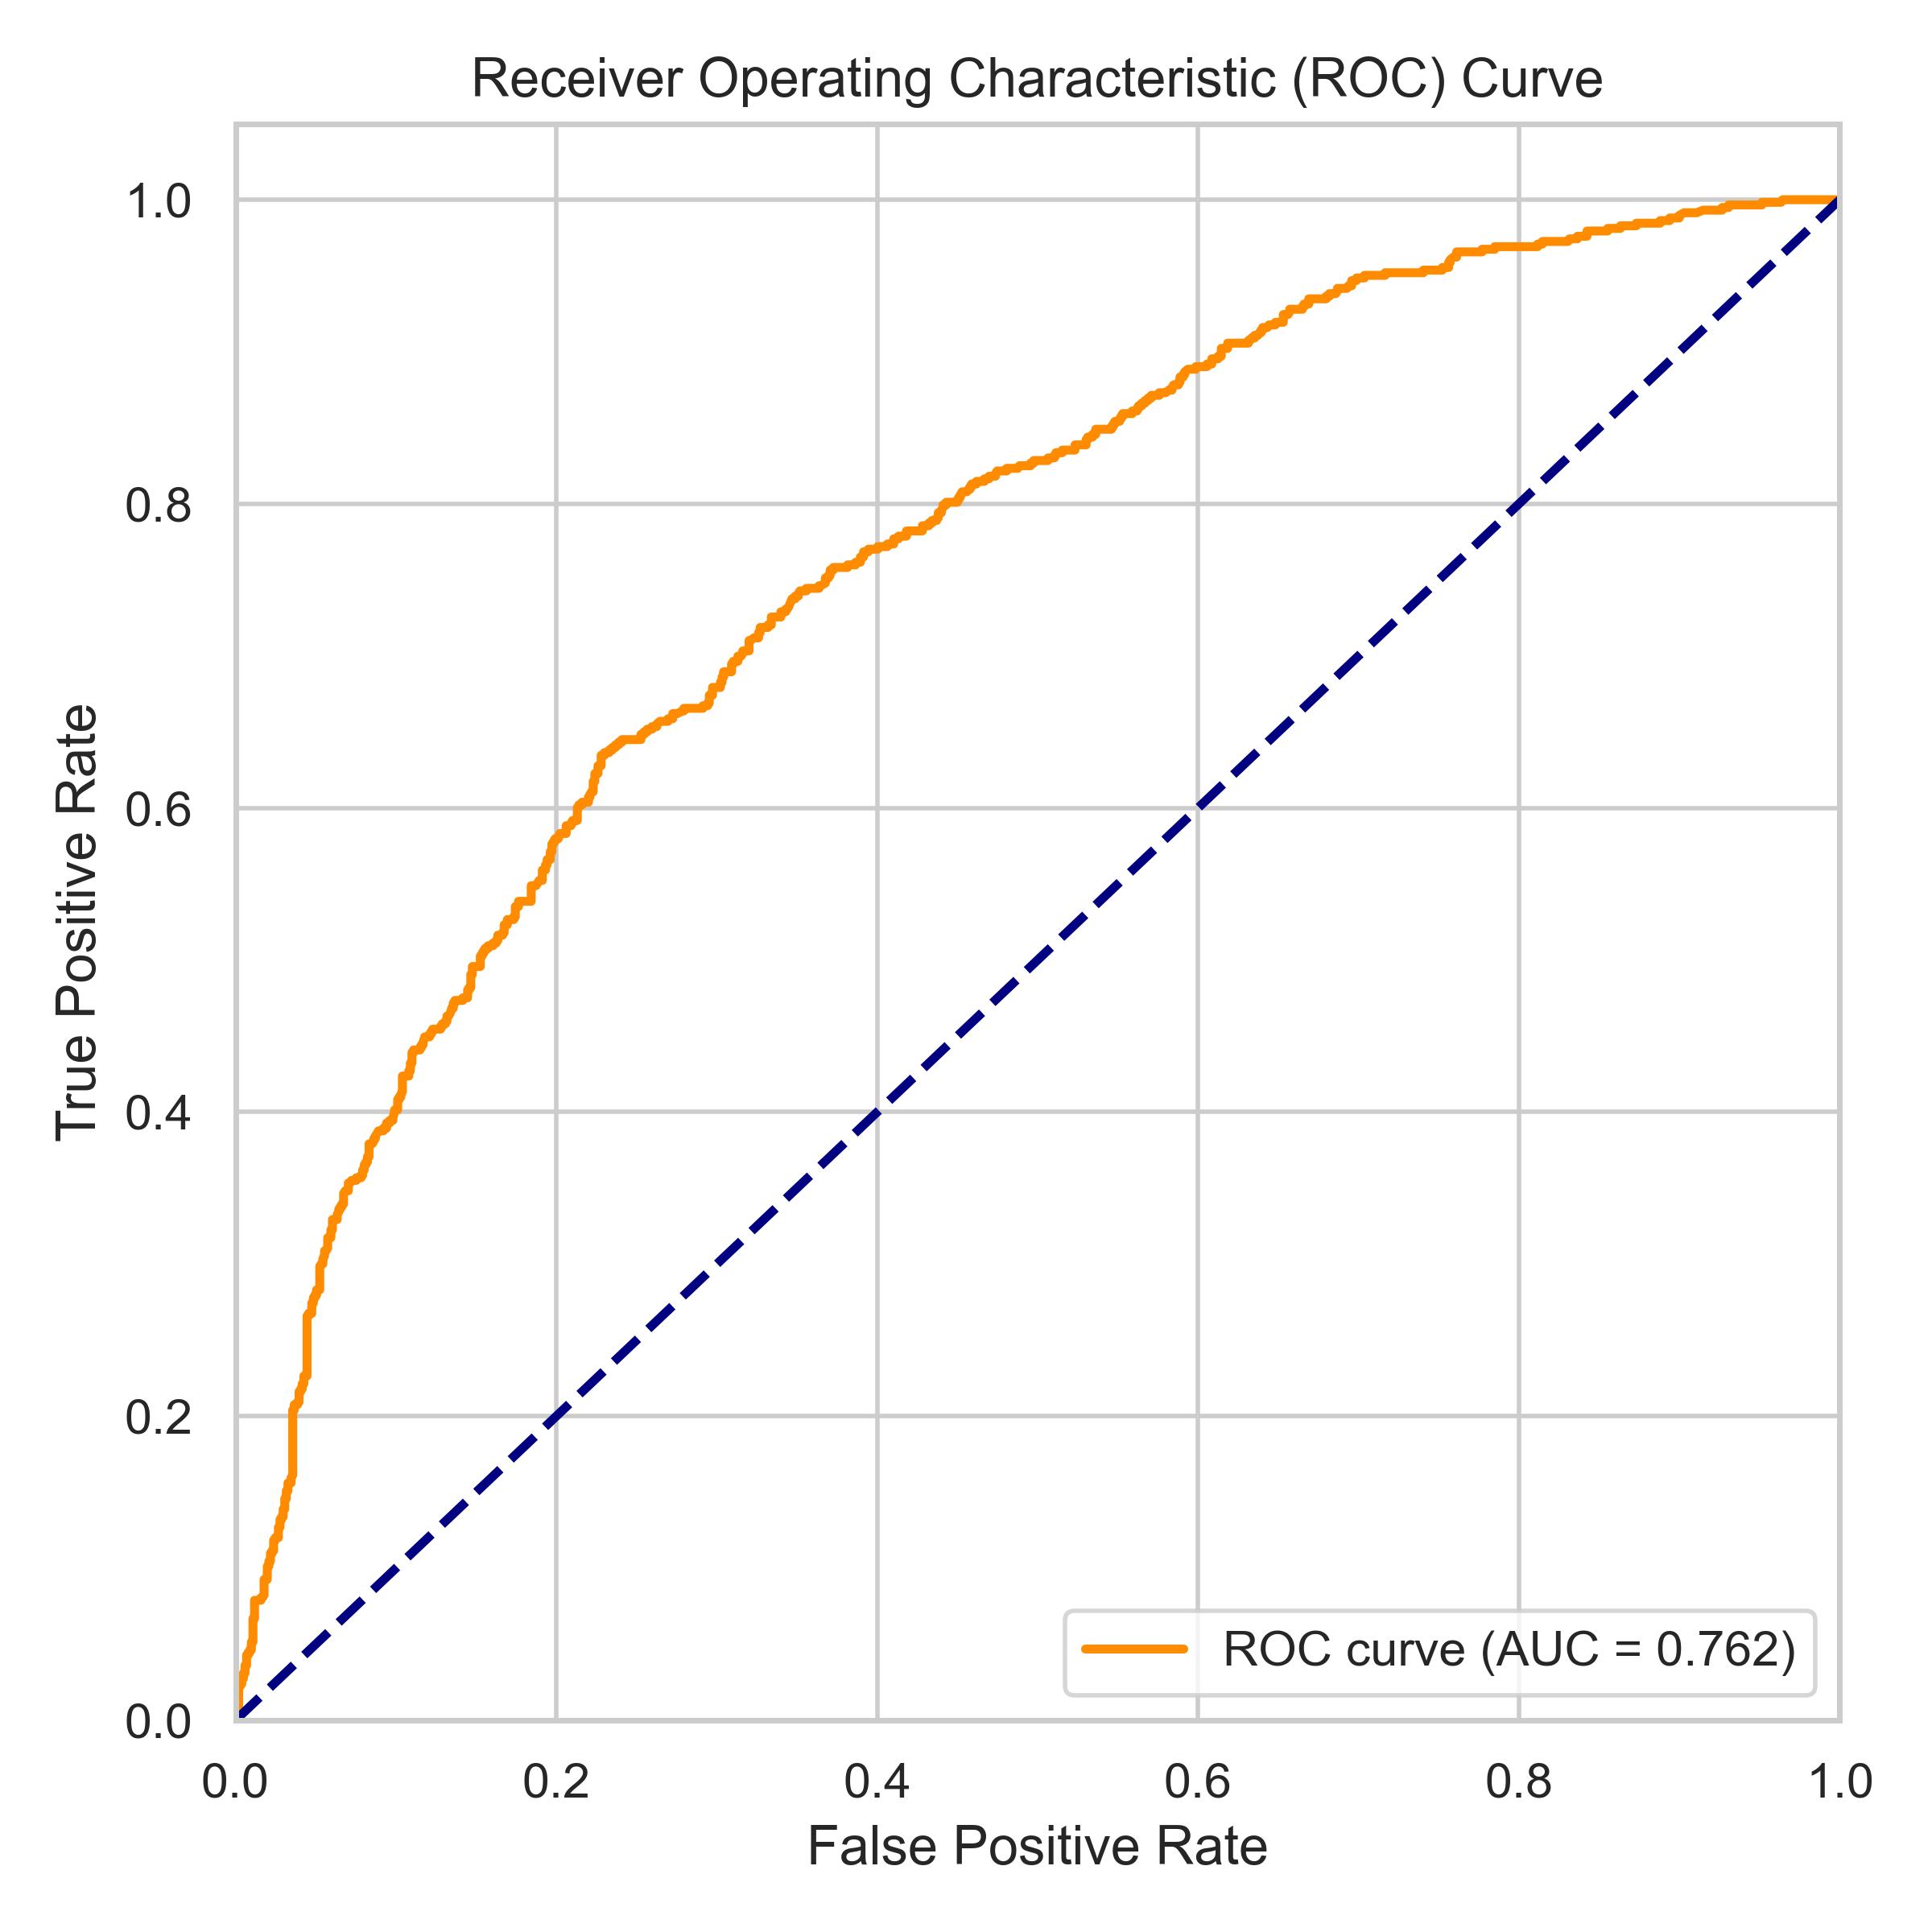 Receiver Operating Characteristic (ROC) Curve
1.0
0.8
0.6
0.4
0.2
0.0
True Positive Rate
ROC curve (AUC = 0.762)
0.0 0.2 0.4 0.6 0.8 1.0
False Positive Rate